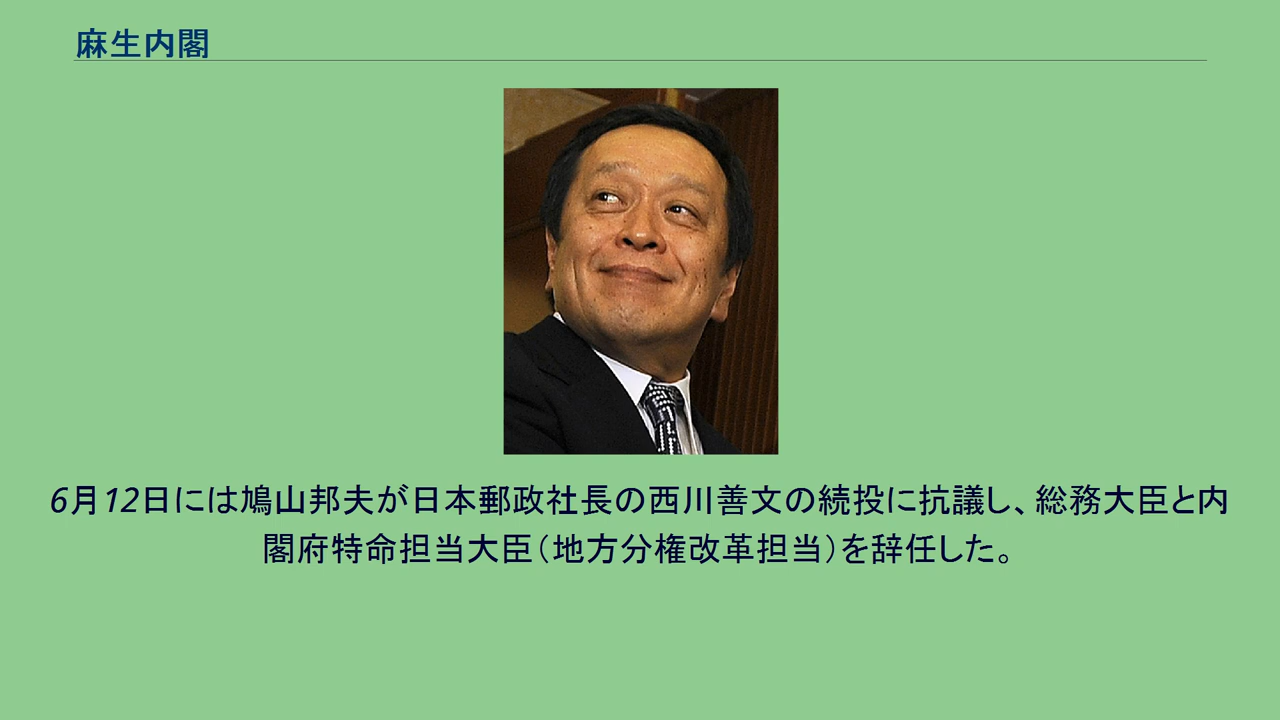 麻生内閣
6月12日には鳩山邦夫が日本郵政社長の西川善文の続投に抗議し、総務大臣と内
閣府特命担当大臣（地方分権改革担当）を辞任した。